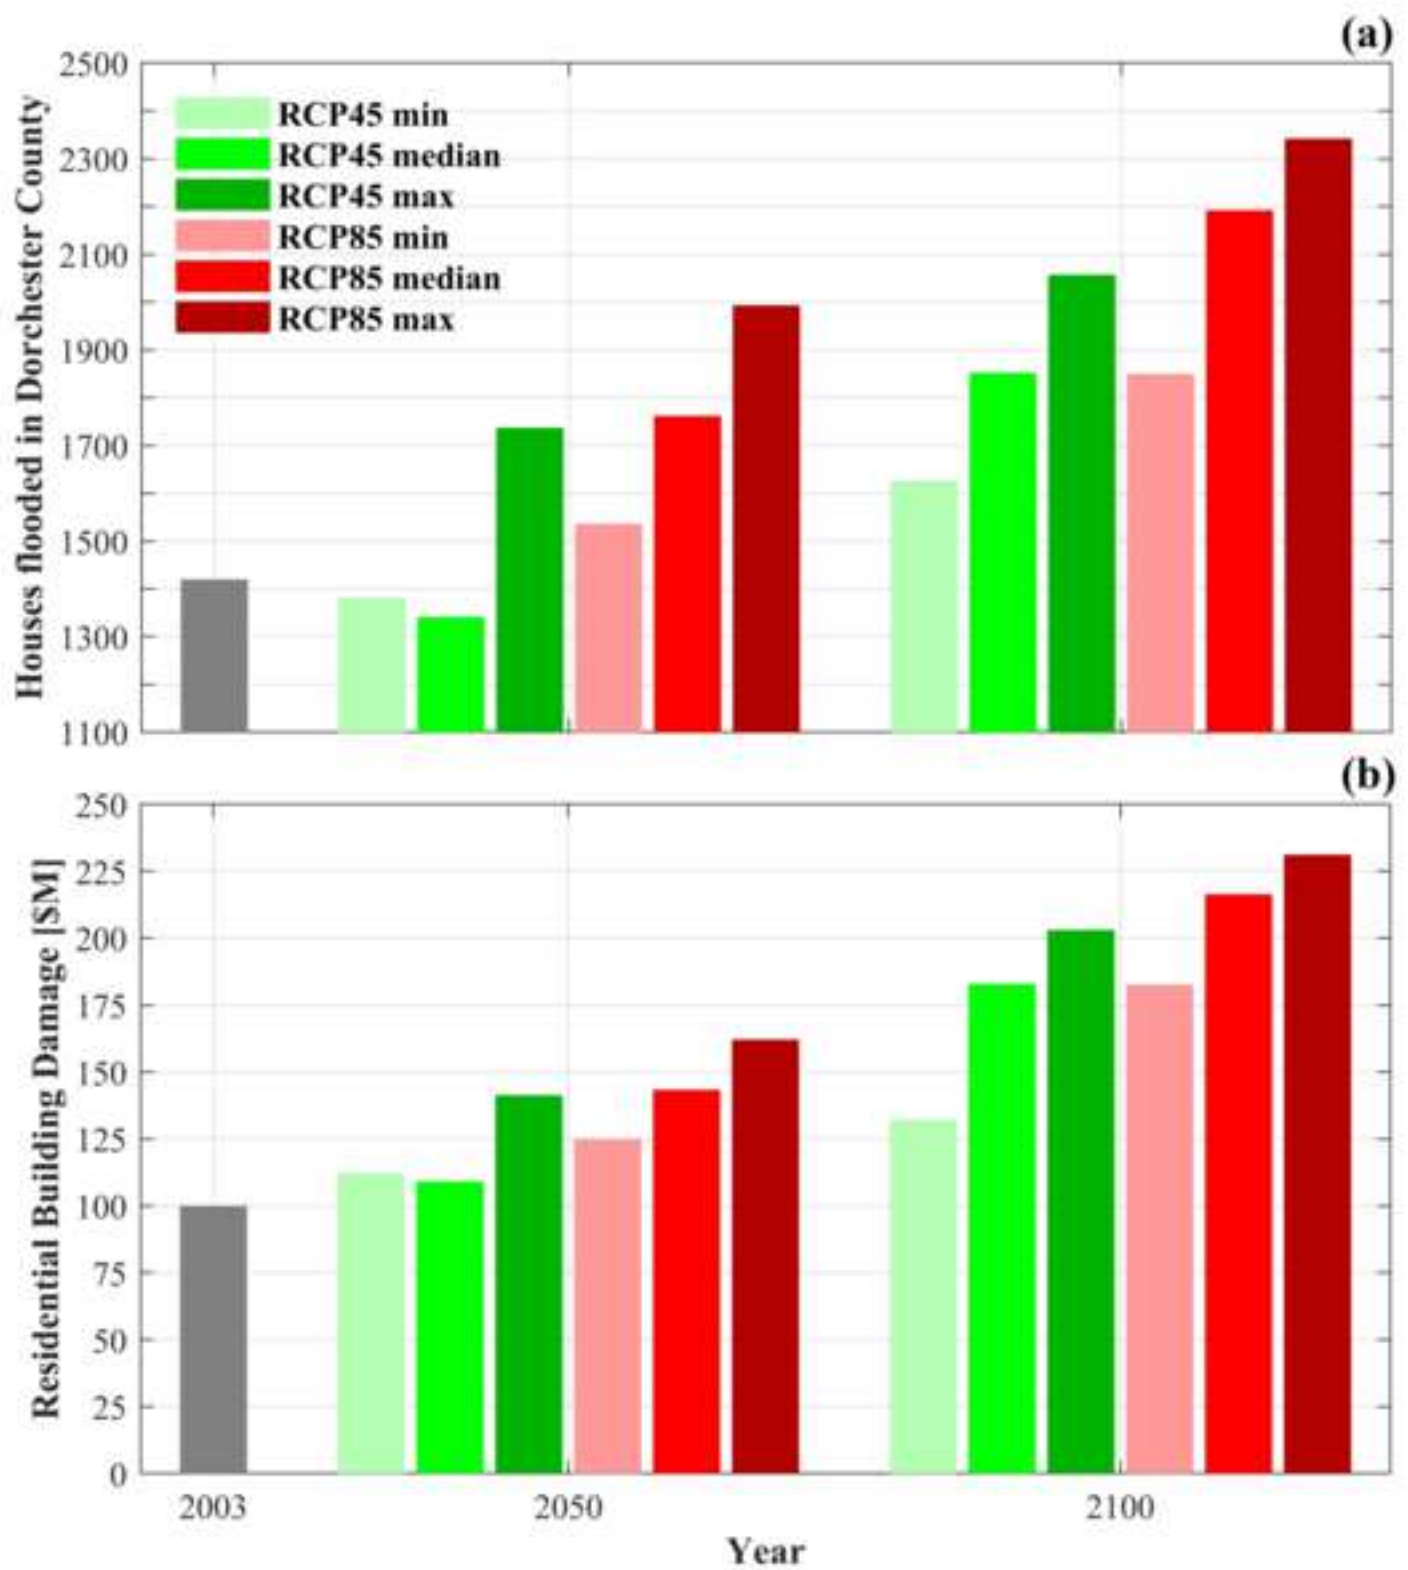 (a)
Houses flooded in Dorchester County
2500
2300
2100
1900
1700
1500
1300
1100
RCP45 min
RCP45 median
RCP45 max
RCP85 min
RCP85 median
RCP85 max
(b)
Residential Building Damage [$M]
250
225
200
175
150
125
100
75
50
25
0
2003 2050 2100
Year